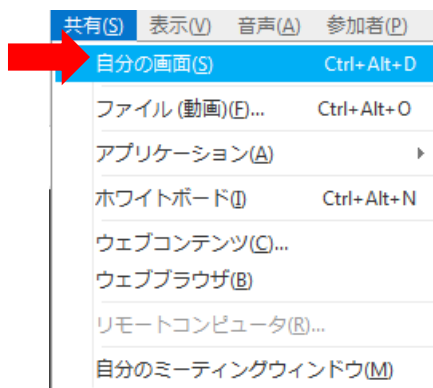 共有(S) 表示(V) 音声(A) 参加者(P)
自分の画面(S) Ctrl+Alt+D
ファイル (動画)(F)... Ctrl+Alt+O
アプリケーション(A)
ホワイトボード(I) Ctrl+Alt+N
ウェブコンテンツ(C)...
ウェブブラウザ(B)
リモートコンピュータ(R)...
自分のミーティングウィンドウ(M)